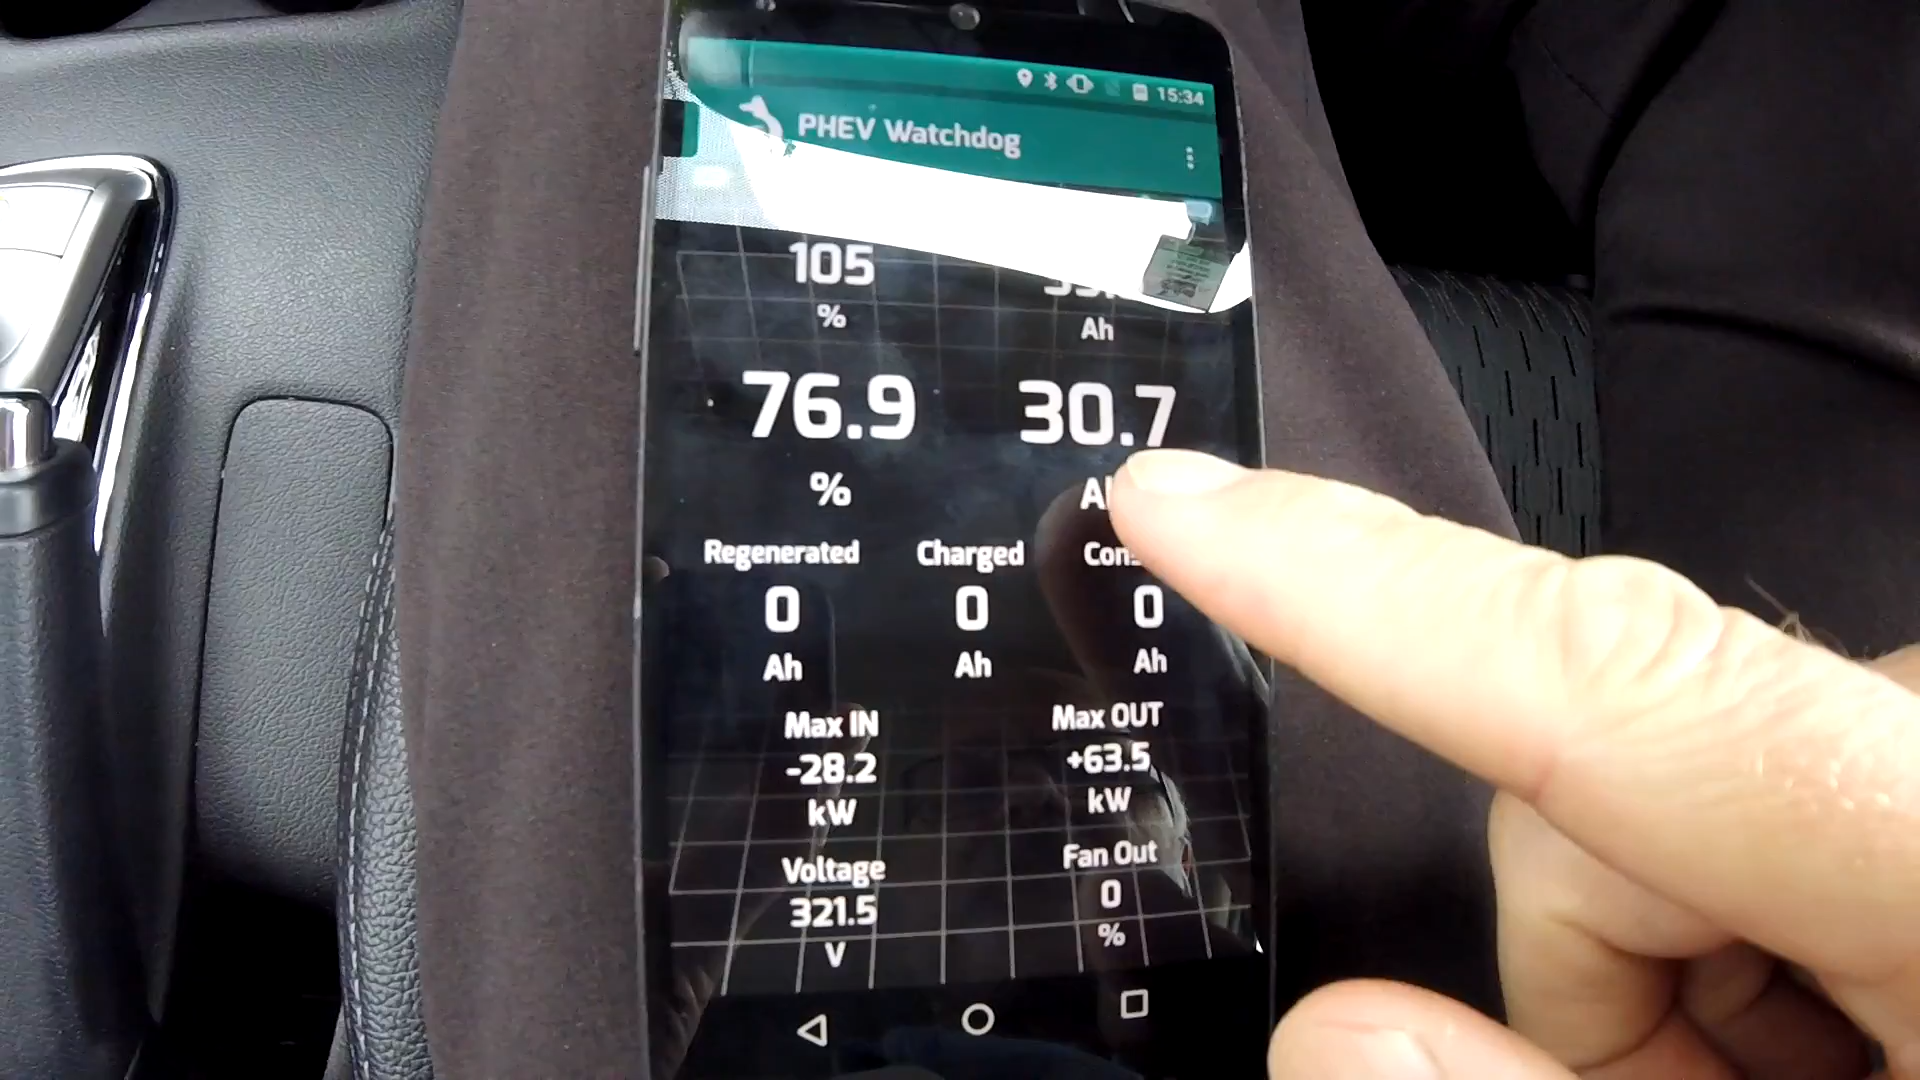 15:34
PHEV Watchdog
105
% Ah
76.9 30.7
%
Regenerated Charged
0 0 0
Ah Ah Ah
Max IN Max OUT
-28.2 +63.5
kW kW
Voltage Fan Out
321.5 0
V %